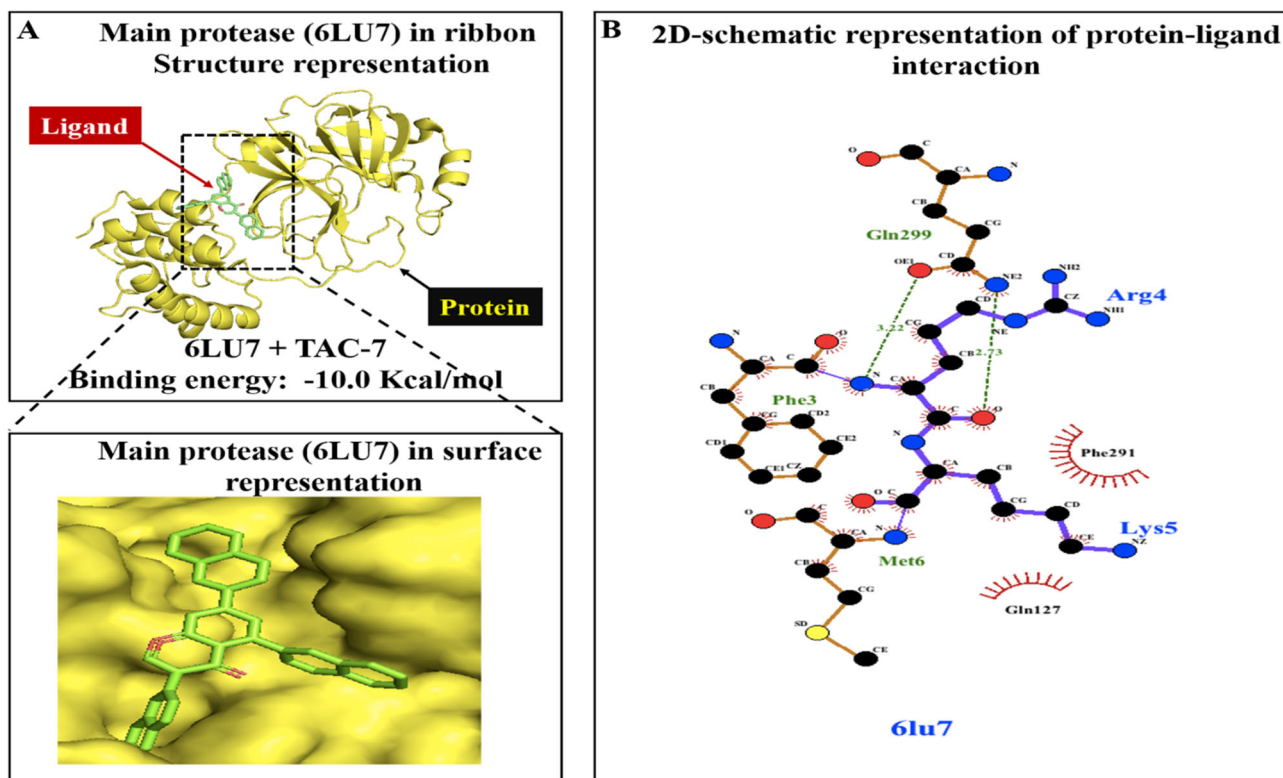 A
Main protease (6LU7) in ribbon
Structure representation
Ligand
Protein
6LU7 + TAC-7
Binding energy: -10.0 Kcal/mol
Main protease (6LU7) in surface
representation
B
2D-schematic representation of protein-ligand
interaction
C
O
CA
N
CB
CG
Gln299
CD
OE1
NE2
NH2
CD
CZ
Arg4
NH1
NE
CG
3.22
N
O
CA
C
CB
2.73
CB
N
CA
Phe3
CG
CD2
C
O
CD1
CE2
N
Phe291
CE1
CZ
CA
CB
O
C
CG
CD
O
C
Lys5
CA
N
CE
NZ
Met6
CB
CG
Gln127
SD
CE
6lu7